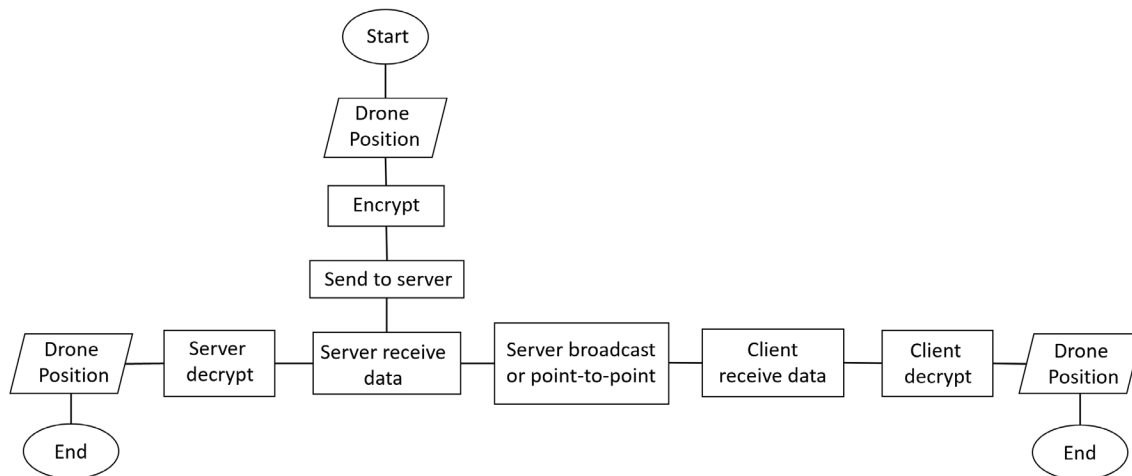 Start
Drone
Position
Encrypt
Send to server
Drone
Position
Server
decrypt
Server receive
data
Server broadcast
or point-to-point
Client
receive data
Client
decrypt
Drone
Position
End
End